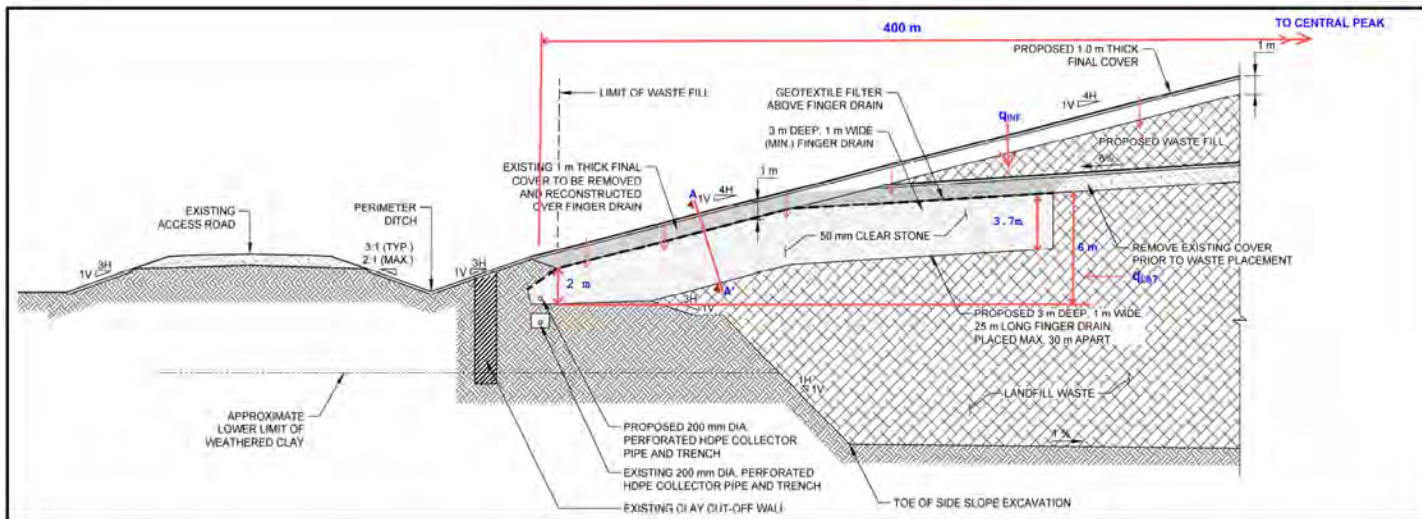 400 m
TO CENTRAL PEAK
PROPOSED 1.0 m THICK
FINAL COVER
1 m
LIMIT OF WASTE FILL
GEOTEXTILE FILTER
ABOVE FINGER DRAIN
4H
1V
qINF
3 m DEEP, 1 m WIDE
(MIN.) FINGER DRAIN
PROPOSED WASTE FILL
EXISTING 1 m THICK FINAL
COVER TO BE REMOVED
AND RECONSTRUCTED
OVER FINGER DRAIN
1 m
6%
A
4H
1V
EXISTING
ACCESS ROAD
PERIMETER
DITCH
3:1 (TYP.)
2:1 (MAX.)
3H
1V
3H
1V
50 mm CLEAR STONE
3.7m
6 m
REMOVE EXISTING COVER
PRIOR TO WASTE PLACEMENT
2 m
A'
qLAT
3H
1V
PROPOSED 3 m DEEP, 1 m WIDE
25 m LONG FINGER DRAIN,
PLACED MAX. 30 m APART
1H
1V
LANDFILL WASTE
APPROXIMATE
LOWER LIMIT OF
WEATHERED CLAY
PROPOSED 200 mm DIA.
PERFORATED HDPE COLLECTOR
PIPE AND TRENCH
1 %
EXISTING 200 mm DIA. PERFORATED
HDPE COLLECTOR PIPE AND TRENCH
EXISTING CLAY CUT-OFF WALL
TOE OF SIDE SLOPE EXCAVATION